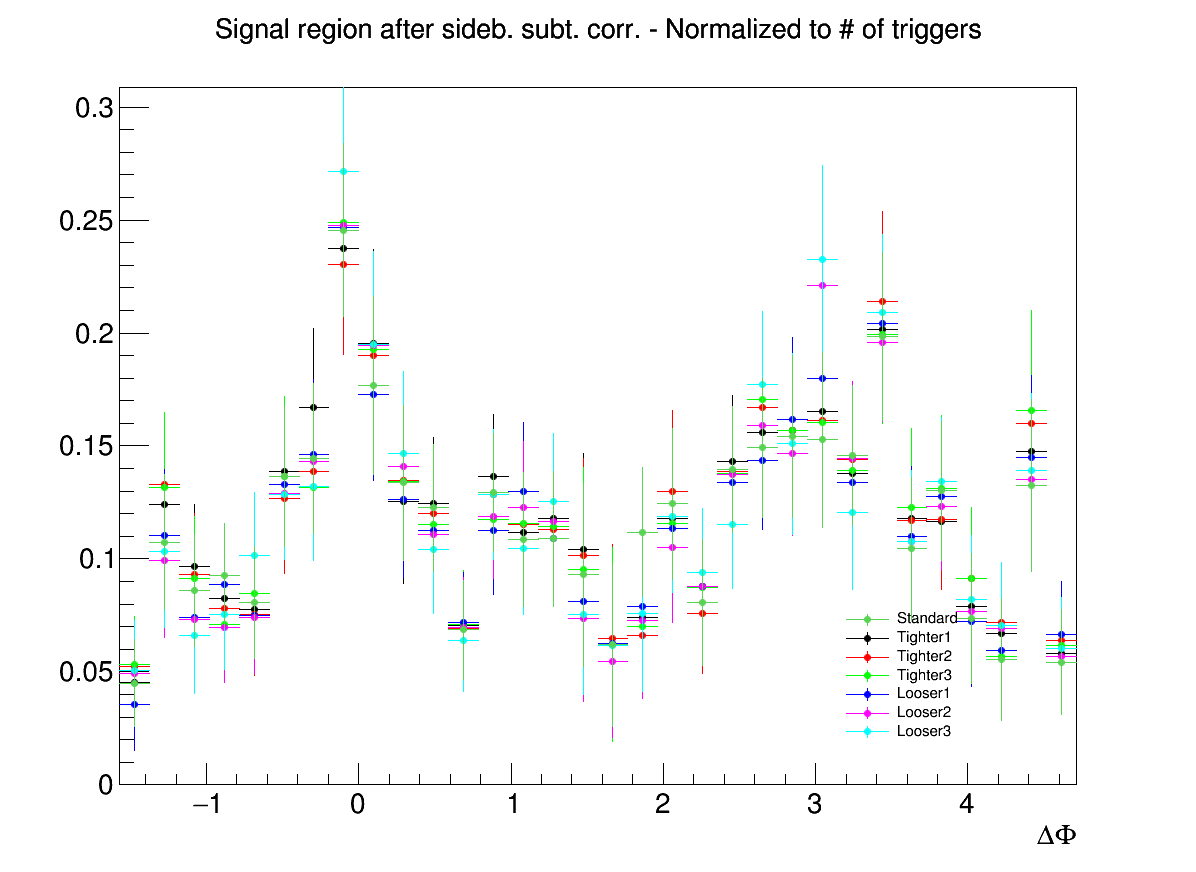 Signal region after sideb. subt. corr. - Normalized to # of triggers
0.3
0.25
0.2
0.15
0.1
0.05
0
Standard
Tighter1
Tighter2
Tighter3
Looser1
Looser2
Looser3
−1 0 1 2 3 4
ΔΦ